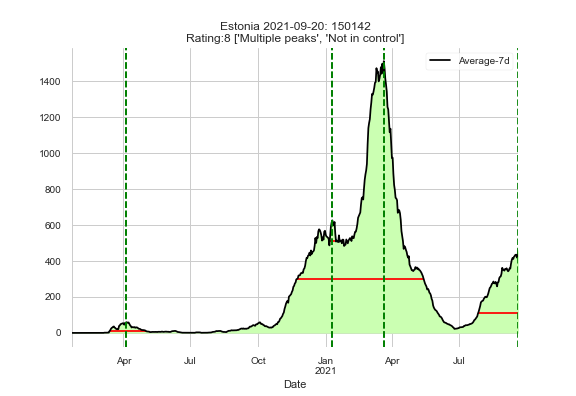 Estonia 2021-09-20: 150142
Rating:8 ['Multiple peaks', 'Not in control']
Average-7d
1400
1200
1000
800
600
400
200
0
Apr Jul Oct Jan Apr Jul
2021
Date